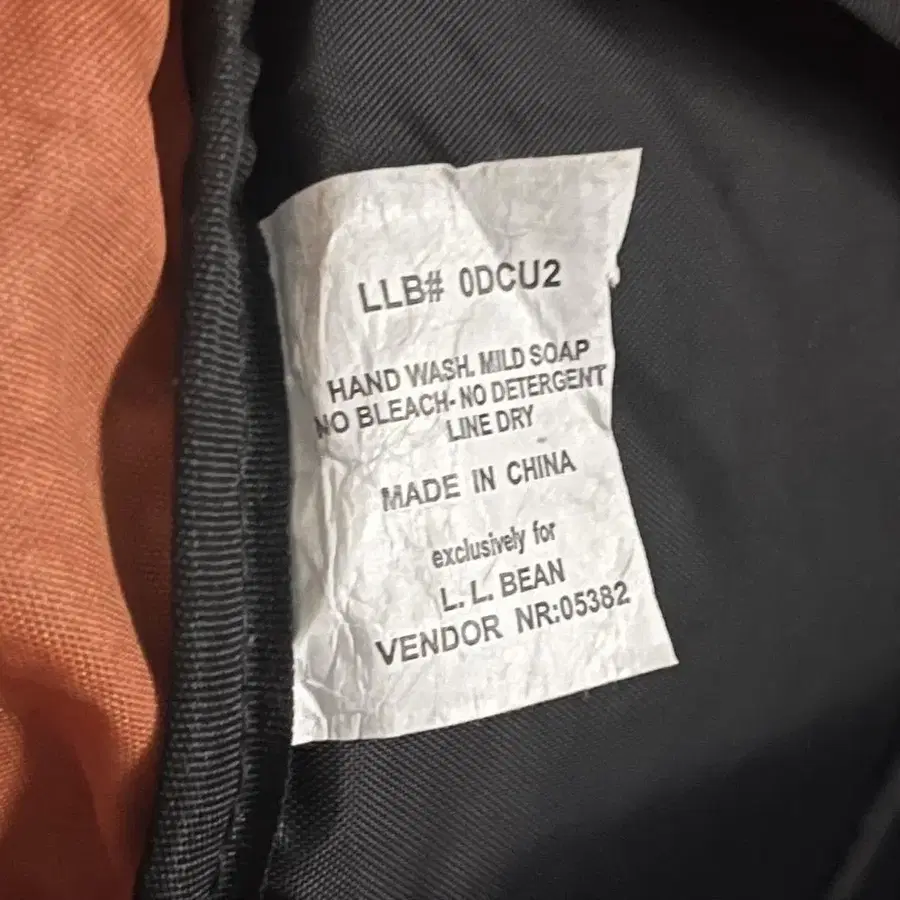 LLB# 0DCU2
HAND WASH. MILD SOAP
NO BLEACH- NO DETERGENT
LINE DRY
MADE IN CHINA
exclusively for
L. L. BEAN
VENDOR NR:05382